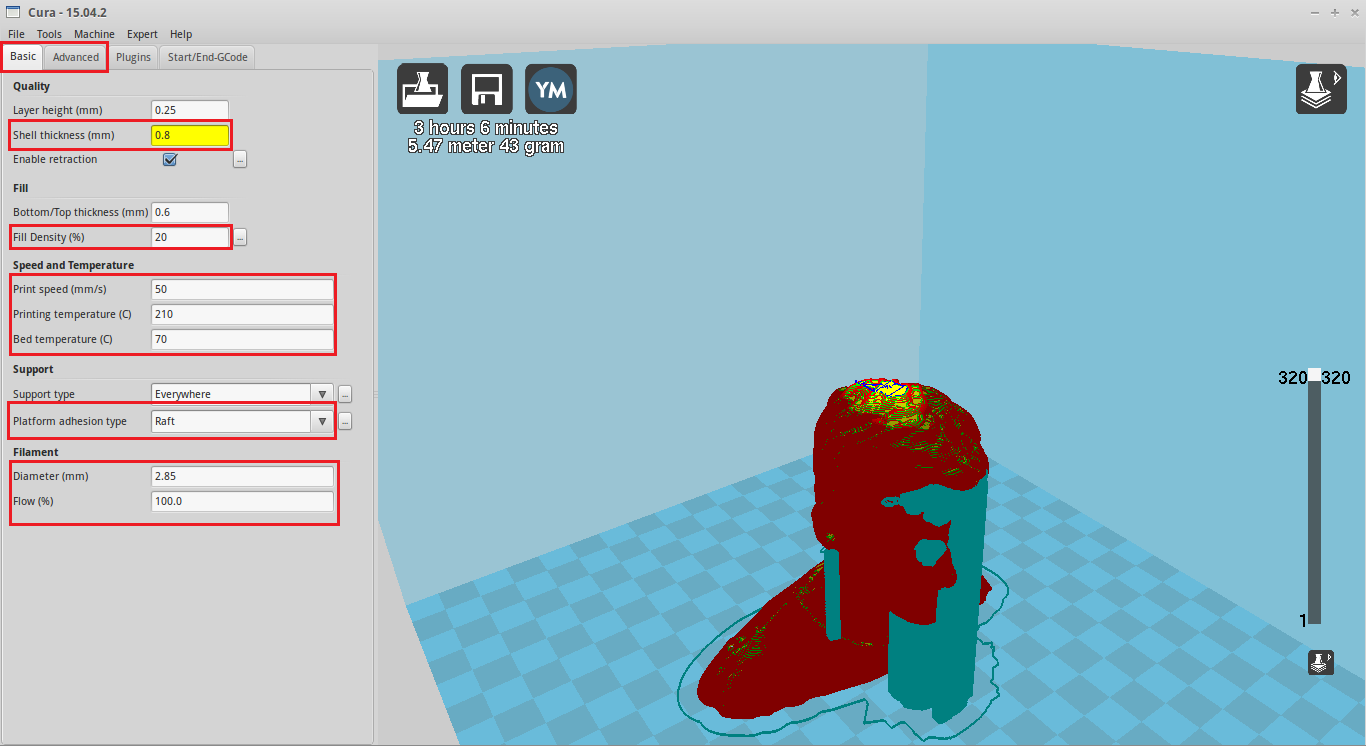 Cura - 15.04.2
File Tools Machine Expert Help
Basic Advanced Plugins Start/End-GCode
Quality
Layer height (mm) 0.25
Shell thickness (mm) 0.8
Enable retraction ...
Fill
Bottom/Top thickness (mm) 0.6
Fill Density (%) 20 ...
Speed and Temperature
Print speed (mm/s) 50
Printing temperature (C) 210
Bed temperature (C) 70
Support
Support type Everywhere ...
Platform adhesion type Raft ...
Filament
Diameter (mm) 2.85
Flow (%) 100.0
YM
3 hours 6 minutes
5.47 meter 43 gram
320 320
1